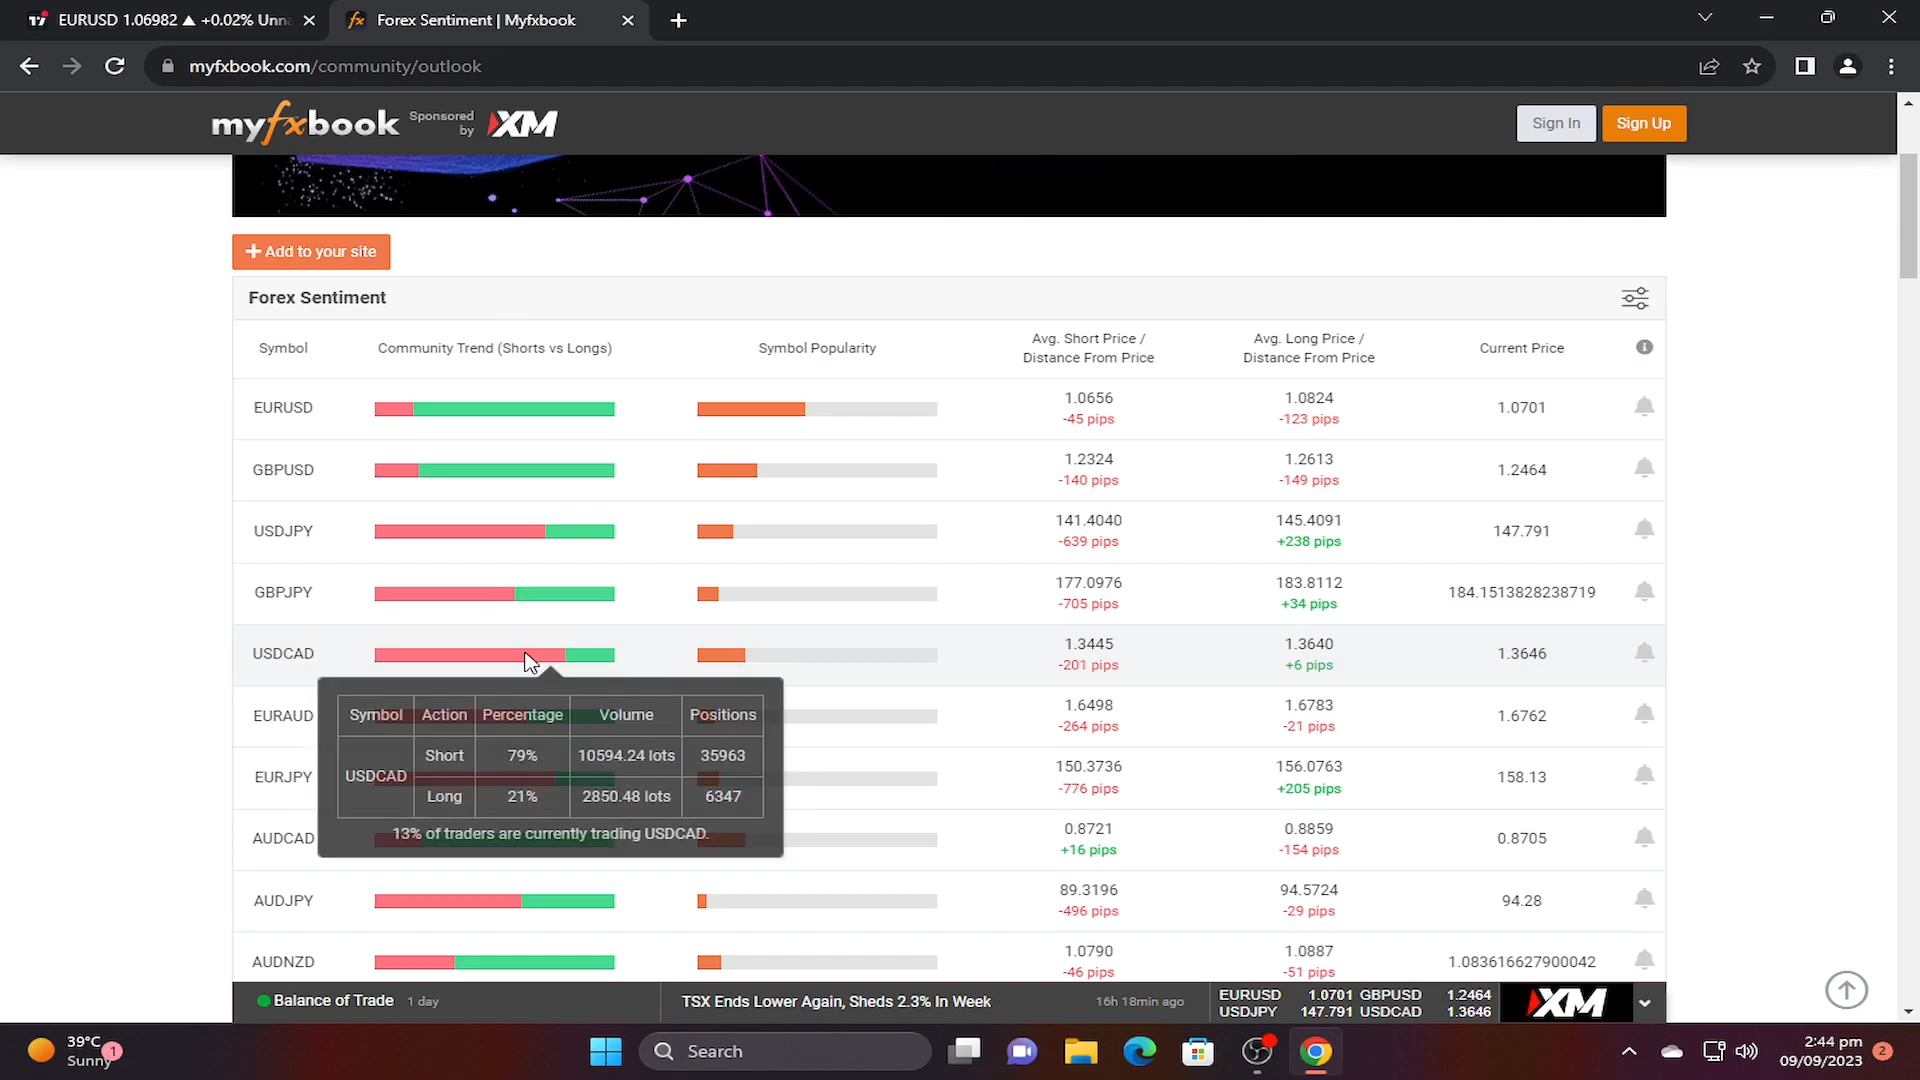 EURUSD 1.06982 ▲ +0.02% Unn
Forex Sentiment | Myfxbook
myfxbook.com/community/outlook
myfxbook
Sponsored
by
XM
Sign In
Sign Up
+ Add to your site
Forex Sentiment
Symbol
Community Trend (Shorts vs Longs)
Symbol Popularity
Avg. Short Price /
Distance From Price
Avg. Long Price /
Distance From Price
Current Price
EURUSD
1.0656
-45 pips
1.0824
-123 pips
1.0701
GBPUSD
1.2324
-140 pips
1.2613
-149 pips
1.2464
USDJPY
141.4040
-639 pips
145.4091
+238 pips
147.791
GBPJPY
177.0976
-705 pips
183.8112
+34 pips
184.1513828238719
USDCAD
1.3445
-201 pips
1.3640
+6 pips
1.3646
Symbol Action Percentage Volume Positions
USDCAD
Short 79% 10594.24 lots 35963
Long 21% 2850.48 lots 6347
13% of traders are currently trading USDCAD.
EURAUD
1.6498
-264 pips
1.6783
-21 pips
1.6762
EURJPY
150.3736
-776 pips
156.0763
+205 pips
158.13
AUDCAD
0.8721
+16 pips
0.8859
-154 pips
0.8705
AUDJPY
89.3196
-496 pips
94.5724
-29 pips
94.28
AUDNZD
1.0790
-46 pips
1.0887
-51 pips
1.083616627900042
Balance of Trade 1 day
TSX Ends Lower Again, Sheds 2.3% In Week 16h 18min ago
EURUSD 1.0701 GBPUSD 1.2464
USDJPY 147.791 USDCAD 1.3646
XM
39°C
Sunny
1
Search
2:44 pm
09/09/2023
2